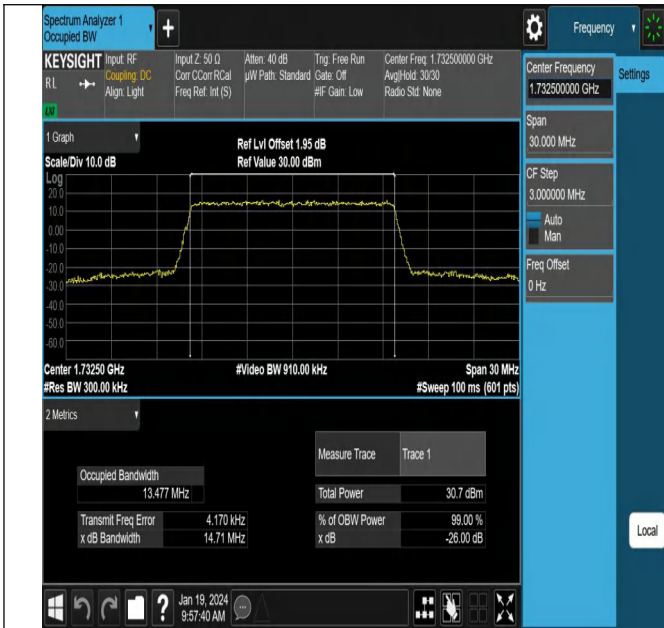 Spectrum Analyzer 1
Occupied BW
Frequency
KEYSIGHT
RL
LXI
Input: RF
Coupling: DC
Align: Light
Input Z: 50 Ω
Corr CCorr RCal
Freq Ref: Int (S)
Atten: 40 dB
µW Path: Standard
Trig: Free Run
Gate: Off
#IF Gain: Low
Center Freq: 1.732500000 GHz
Avg|Hold: 30/30
Radio Std: None
Center Frequency
1.732500000 GHz
Settings
Span
30.000 MHz
CF Step
3.000000 MHz
Auto
Man
Freq Offset
0 Hz
Local
1 Graph
Scale/Div 10.0 dB
Ref Lvl Offset 1.95 dB
Ref Value 30.00 dBm
Log
20.0
10.0
0.00
-10.0
-20.0
-30.0
-40.0
-50.0
-60.0
Center 1.73250 GHz
#Res BW 300.00 kHz
#Video BW 910.00 kHz
Span 30 MHz
#Sweep 100 ms (601 pts)
2 Metrics
Measure Trace Trace 1
Occupied Bandwidth
13.477 MHz
Total Power 30.7 dBm
Transmit Freq Error 4.170 kHz
% of OBW Power 99.00 %
x dB Bandwidth 14.71 MHz
x dB -26.00 dB
?
Jan 19, 2024
9:57:40 AM